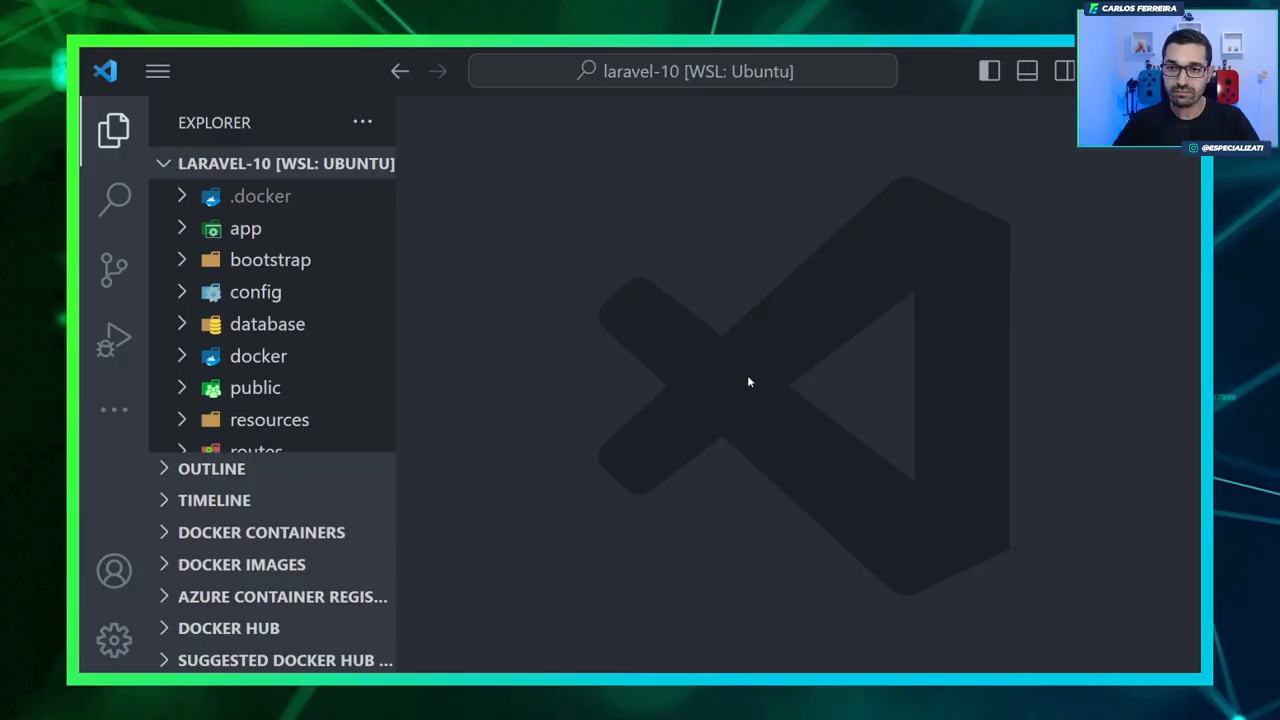 CARLOS FERREIRA
laravel-10 [WSL: Ubuntu]
EXPLORER
LARAVEL-10 [WSL: UBUNTU]
.docker
app
bootstrap
config
database
docker
public
resources
routes
OUTLINE
TIMELINE
DOCKER CONTAINERS
DOCKER IMAGES
AZURE CONTAINER REGIS...
DOCKER HUB
SUGGESTED DOCKER HUB ...
@ESPECIALIZATI